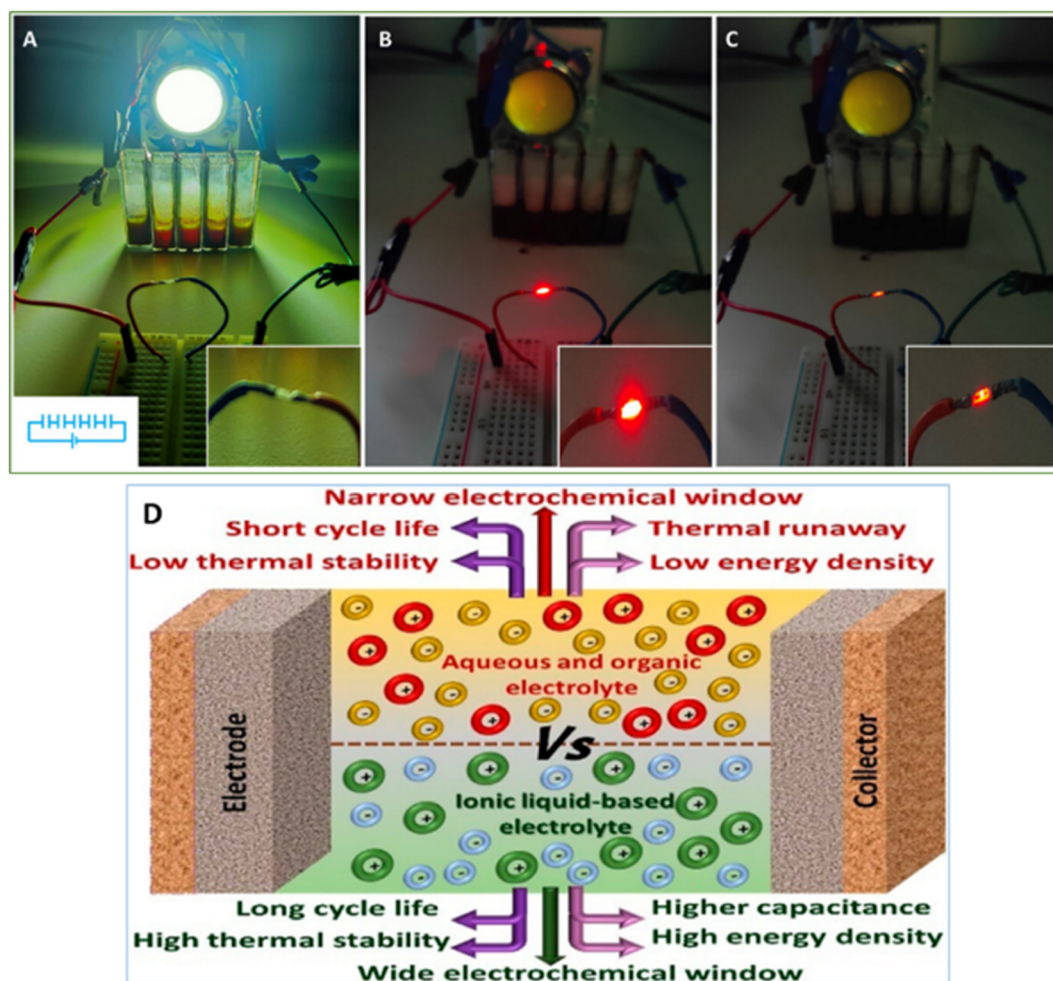 A
B
C
D
Narrow electrochemical window
Short cycle life
Thermal runaway
Low thermal stability
Low energy density
Aqueous and organic
electrolyte
Electrode
Vs
Collector
Ionic liquid-based
electrolyte
Long cycle life
Higher capacitance
High thermal stability
High energy density
Wide electrochemical window